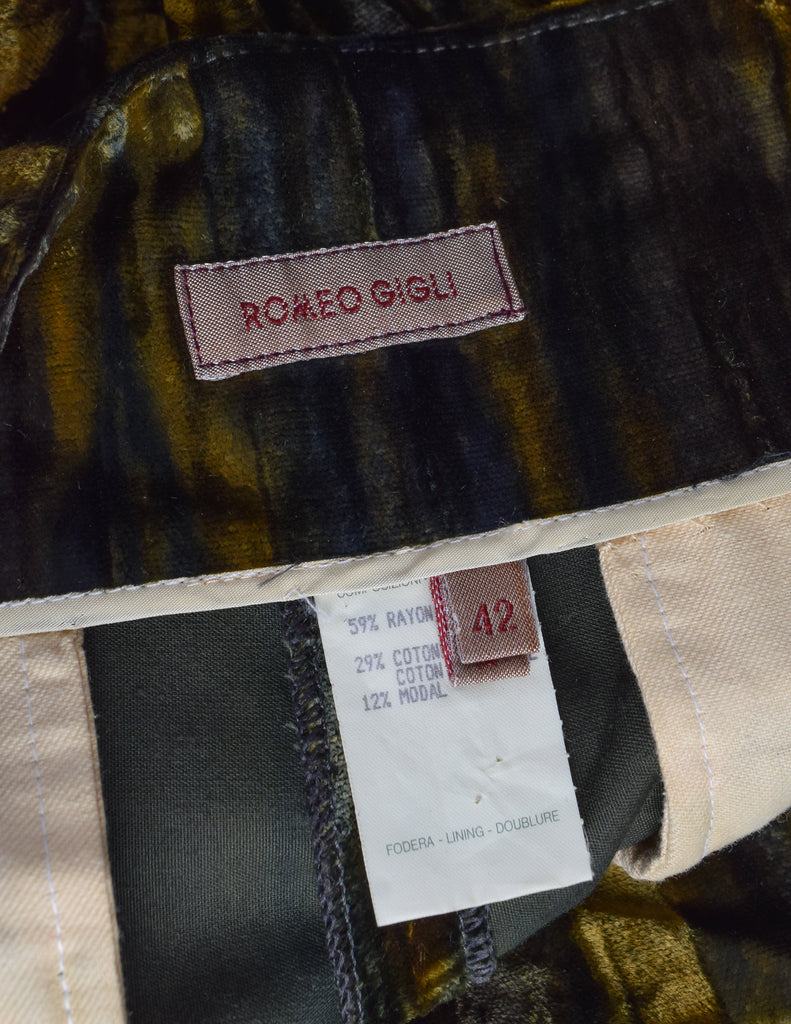 ROMEO GIGLI
42
59% RAYON
29% COTON
COTON
12% MODAL
FODERA - LINING - DOUBLURE